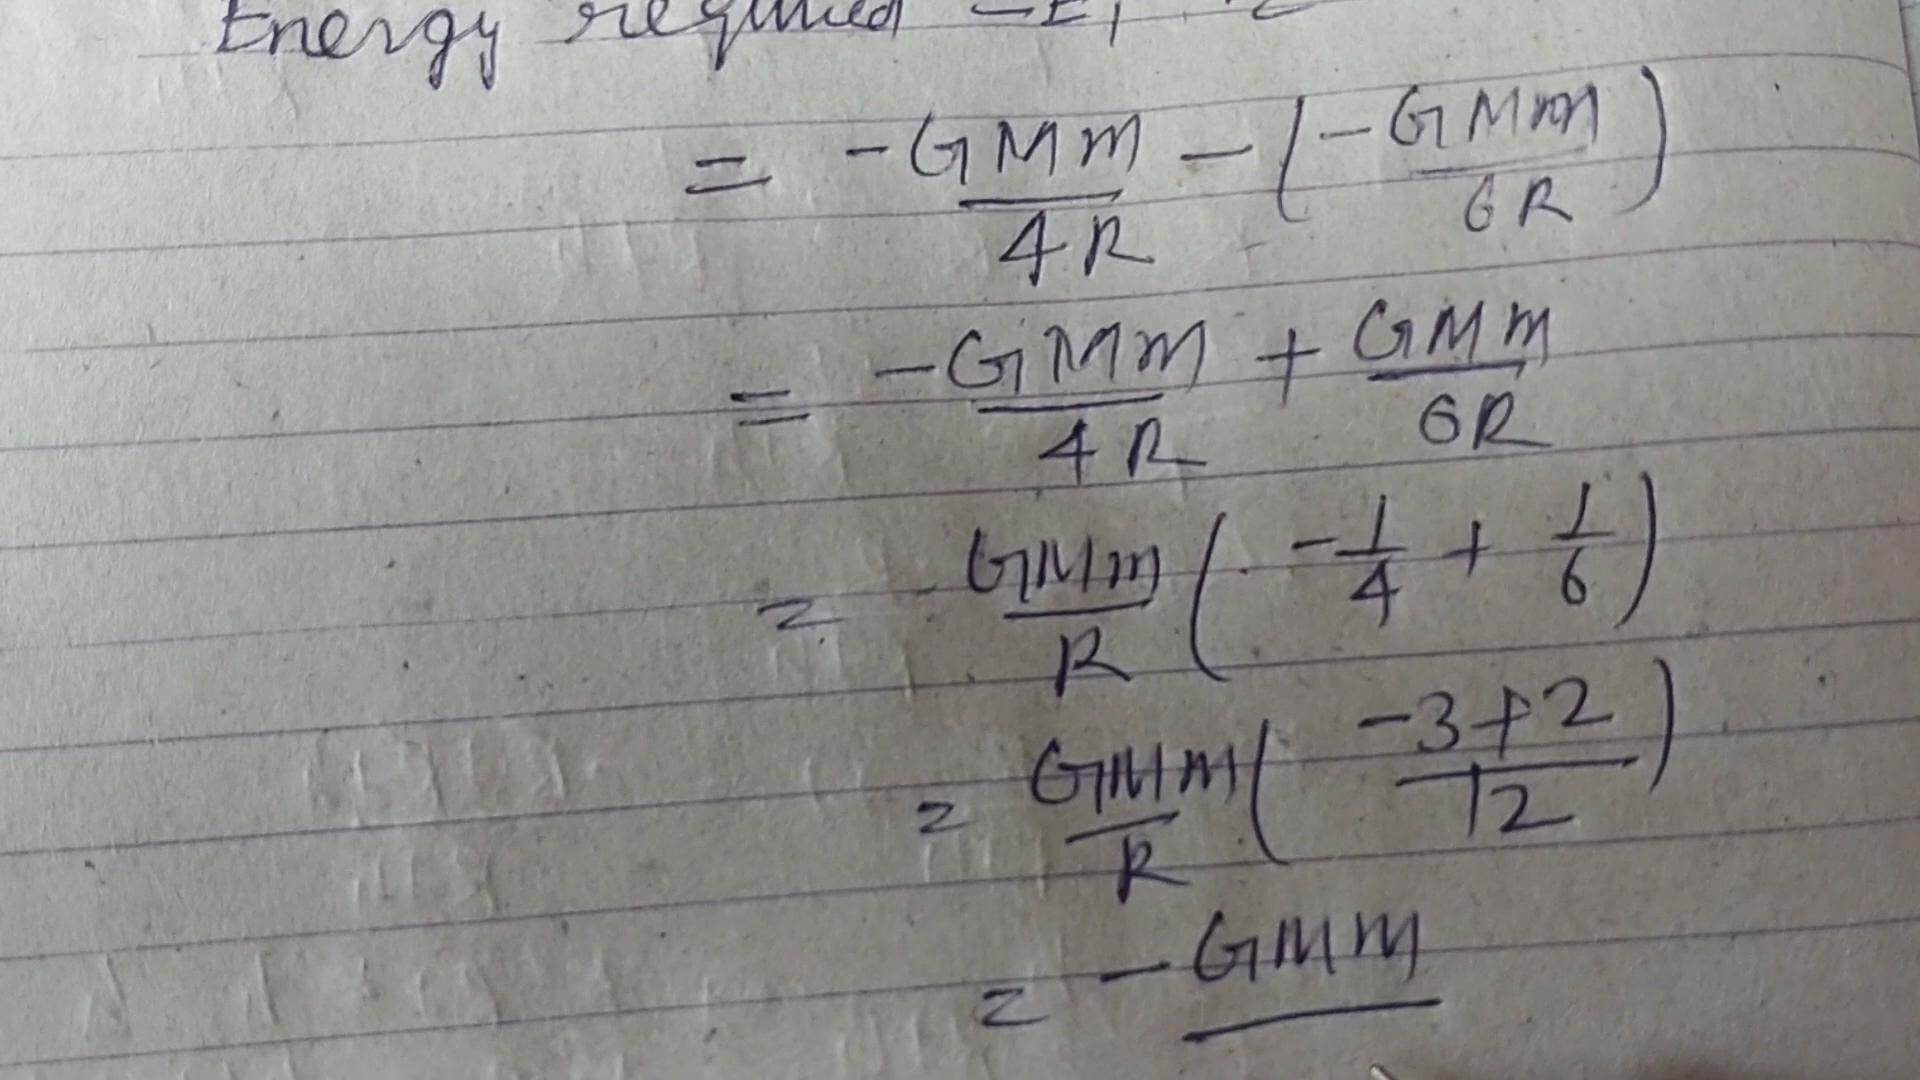 Energy required = E1
= -GMm/4R - (-GMm/6R)
= -GMm/4R + GMm/6R
= GMm/R ( -1/4 + 1/6 )
= GMm/R ( -3+2/12 )
= -GMm